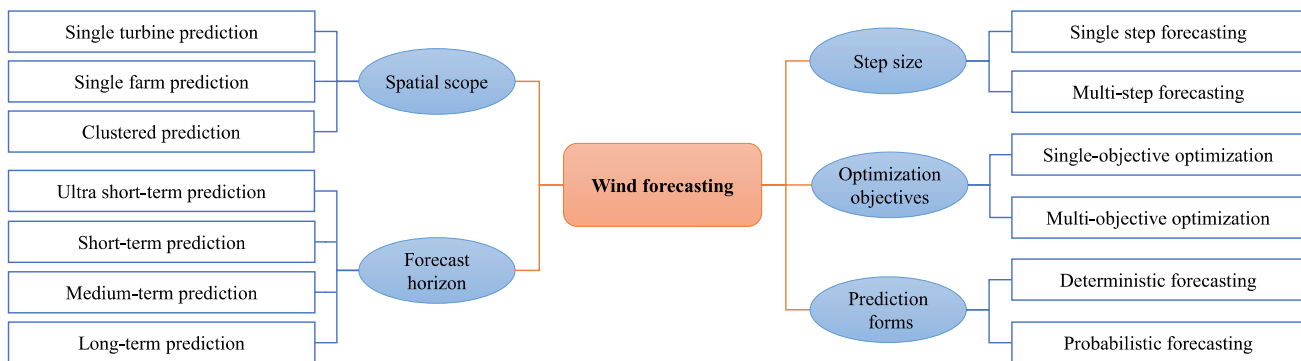 Single turbine prediction
Single farm prediction
Clustered prediction
Spatial scope
Ultra short-term prediction
Short-term prediction
Medium-term prediction
Long-term prediction
Forecast
horizon
Wind forecasting
Step size
Single step forecasting
Multi-step forecasting
Optimization
objectives
Single-objective optimization
Multi-objective optimization
Prediction
forms
Deterministic forecasting
Probabilistic forecasting